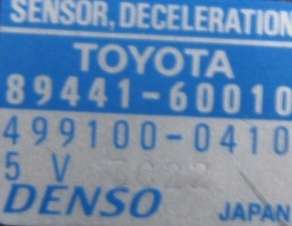 SENSOR, DECELERATION
TOYOTA
89441-60010
499100-0410
5 V
DENSO JAPAN